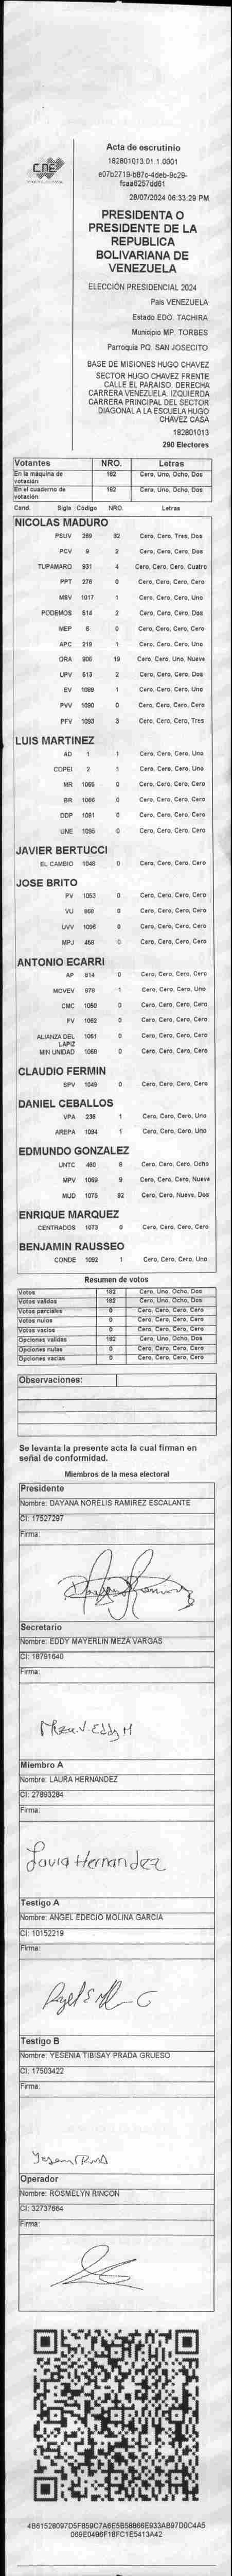 CNE
Acta de escrutinio
182801013.01.1.0001
e07b2719-b87c-4deb-9c29-
fcaa0257dd61
28/07/2024 06:33:29 PM
PRESIDENTA O
PRESIDENTE DE LA
REPUBLICA
BOLIVARIANA DE
VENEZUELA
ELECCIÓN PRESIDENCIAL 2024
País VENEZUELA
Estado EDO. TACHIRA
Municipio MP. TORBES
Parroquia PQ. SAN JOSECITO
BASE DE MISIONES HUGO CHAVEZ
SECTOR HUGO CHAVEZ FRENTE
CALLE EL PARAISO. DERECHA
CARRERA VENEZUELA. IZQUIERDA
CARRERA PRINCIPAL DEL SECTOR
DIAGONAL A LA ESCUELA HUGO
CHAVEZ CASA
182801013
290 Electores
Votantes NRO. Letras
En la máquina de votación 182 Cero, Uno, Ocho, Dos
En el cuaderno de votación 182 Cero, Uno, Ocho, Dos
Cand. Sigla Código NRO. Letras
NICOLAS MADURO
PSUV 269 32 Cero, Cero, Tres, Dos
PCV 9 2 Cero, Cero, Cero, Dos
TUPAMARO 931 4 Cero, Cero, Cero, Cuatro
PPT 276 0 Cero, Cero, Cero, Cero
MSV 1017 1 Cero, Cero, Cero, Uno
PODEMOS 514 2 Cero, Cero, Cero, Dos
MEP 6 0 Cero, Cero, Cero, Cero
APC 219 1 Cero, Cero, Cero, Uno
ORA 906 19 Cero, Cero, Uno, Nueve
UPV 513 2 Cero, Cero, Cero, Dos
EV 1089 1 Cero, Cero, Cero, Uno
PVV 1090 0 Cero, Cero, Cero, Cero
PFV 1093 3 Cero, Cero, Cero, Tres
LUIS MARTINEZ
AD 1 1 Cero, Cero, Cero, Uno
COPEI 2 1 Cero, Cero, Cero, Uno
MR 1065 0 Cero, Cero, Cero, Cero
BR 1066 0 Cero, Cero, Cero, Cero
DDP 1091 0 Cero, Cero, Cero, Cero
UNE 1095 0 Cero, Cero, Cero, Cero
JAVIER BERTUCCI
EL CAMBIO 1048 0 Cero, Cero, Cero, Cero
JOSE BRITO
PV 1053 0 Cero, Cero, Cero, Cero
VU 868 0 Cero, Cero, Cero, Cero
UVV 1096 0 Cero, Cero, Cero, Cero
MPJ 458 0 Cero, Cero, Cero, Cero
ANTONIO ECARRI
AP 814 0 Cero, Cero, Cero, Cero
MOVEV 978 1 Cero, Cero, Cero, Uno
CMC 1050 0 Cero, Cero, Cero, Cero
FV 1062 0 Cero, Cero, Cero, Cero
ALIANZA DEL LAPIZ 1051 0 Cero, Cero, Cero, Cero
MIN UNIDAD 1069 0 Cero, Cero, Cero, Cero
CLAUDIO FERMIN
SPV 1049 0 Cero, Cero, Cero, Cero
DANIEL CEBALLOS
VPA 236 1 Cero, Cero, Cero, Uno
AREPA 1094 1 Cero, Cero, Cero, Uno
EDMUNDO GONZALEZ
UNTC 460 8 Cero, Cero, Cero, Ocho
MPV 1069 9 Cero, Cero, Cero, Nueve
MUD 1075 92 Cero, Cero, Nueve, Dos
ENRIQUE MARQUEZ
CENTRADOS 1073 0 Cero, Cero, Cero, Cero
BENJAMIN RAUSSEO
CONDE 1092 1 Cero, Cero, Cero, Uno
Resumen de votos
Votos 182 Cero, Uno, Ocho, Dos
Votos validos 182 Cero, Uno, Ocho, Dos
Votos parciales 0 Cero, Cero, Cero, Cero
Votos nulos 0 Cero, Cero, Cero, Cero
Votos vacios 0 Cero, Cero, Cero, Cero
Opciones validas 182 Cero, Uno, Ocho, Dos
Opciones nulas 0 Cero, Cero, Cero, Cero
Opciones vacias 0 Cero, Cero, Cero, Cero
Observaciones:
Se levanta la presente acta la cual firman en
señal de conformidad.
Miembros de la mesa electoral
Presidente
Nombre: DAYANA NORELIS RAMIREZ ESCALANTE
CI: 17527297
Firma:
Secretario
Nombre: EDDY MAYERLIN MEZA VARGAS
CI: 18791640
Firma:
Meza V. Eddy M
Miembro A
Nombre: LAURA HERNANDEZ
CI: 27893284
Firma:
Laura Hernandez
Testigo A
Nombre: ANGEL EDECIO MOLINA GARCIA
CI: 10152219
Firma:
Testigo B
Nombre: YESENIA TIBISAY PRADA GRUESO
CI: 17503422
Firma:
Operador
Nombre: ROSMELYN RINCON
CI: 32737664
Firma:
4B61528097D5F859C7A6E5B58866E933AB97D0C4A5
069E0496F18FC1E5413A42